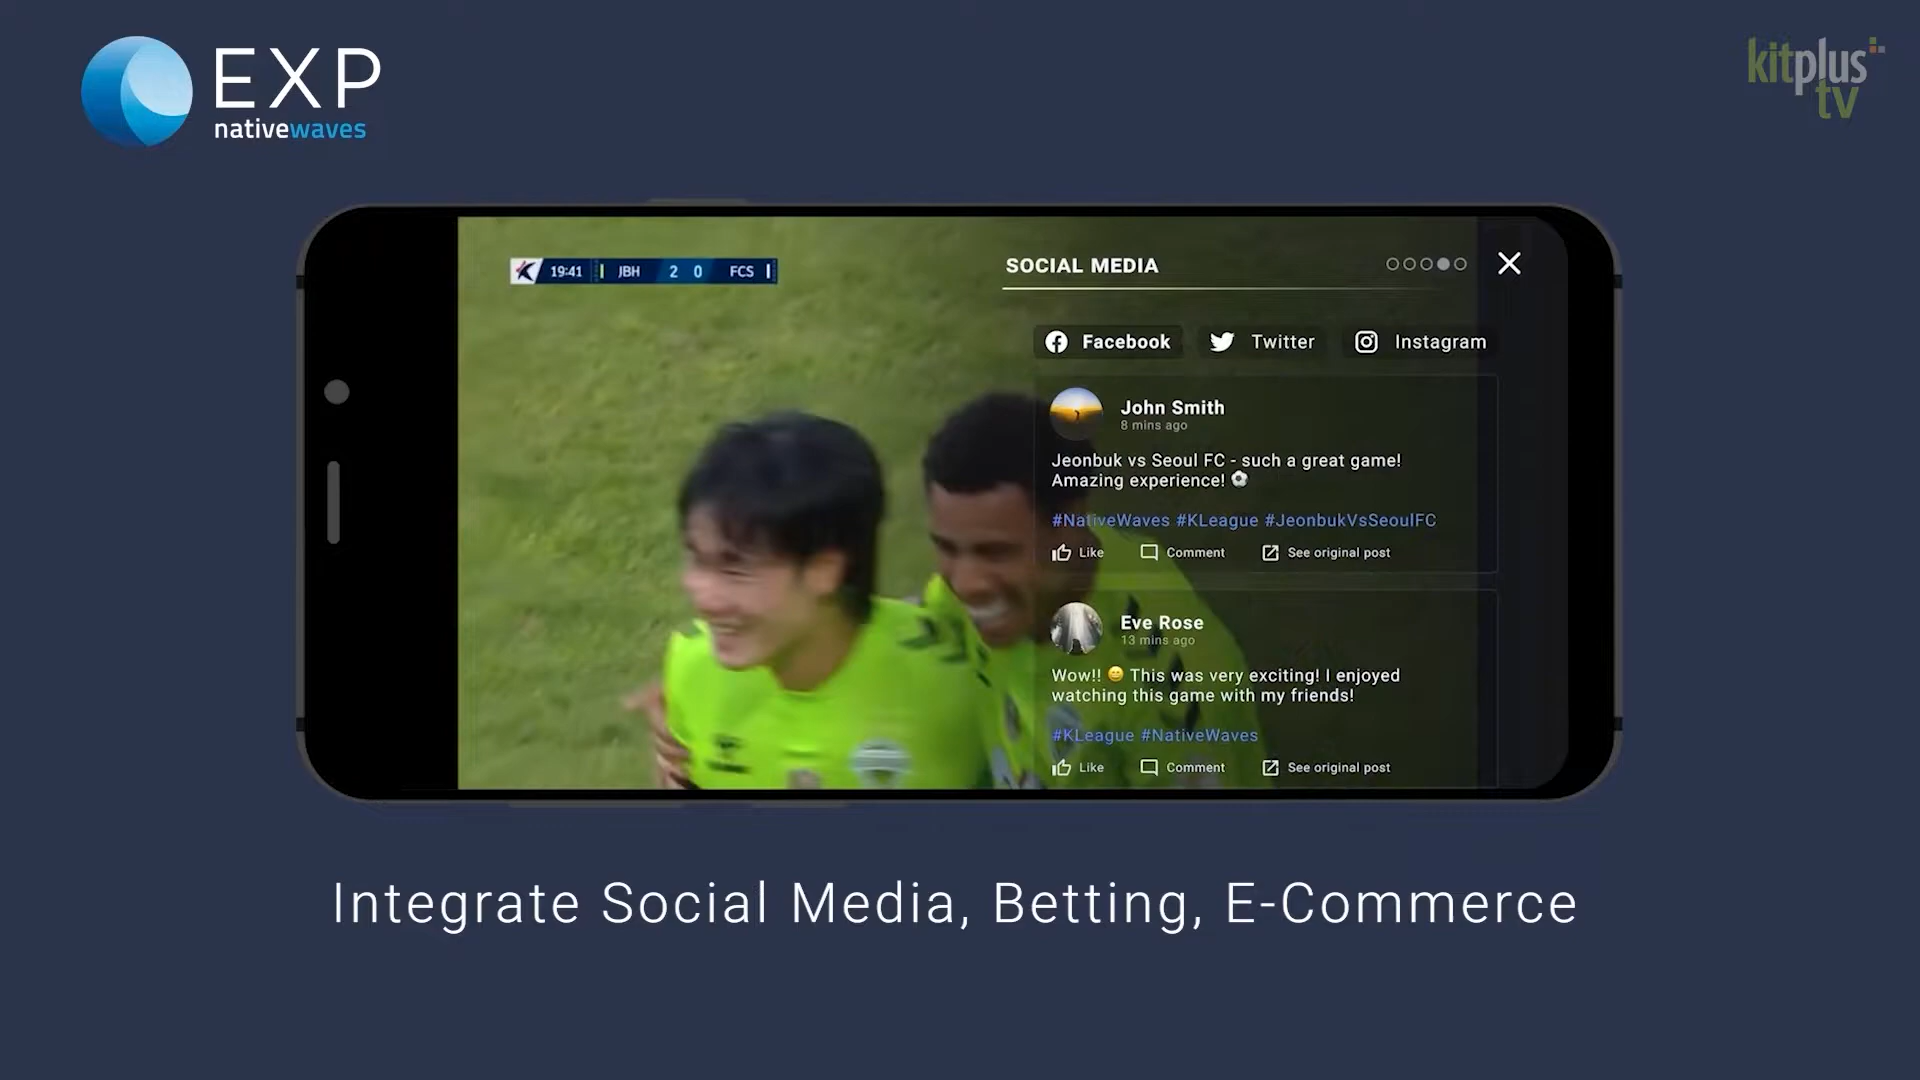 EXP
nativewaves
kitplus
tv
19:41 JBH 2 0 FCS
SOCIAL MEDIA
Facebook Twitter Instagram
John Smith
8 mins ago
Jeonbuk vs Seoul FC - such a great game!
Amazing experience!
#NativeWaves #KLeague #JeonbukVsSeoulFC
Like Comment See original post
Eve Rose
13 mins ago
Wow!! This was very exciting! I enjoyed
watching this game with my friends!
#KLeague #NativeWaves
Like Comment See original post
Integrate Social Media, Betting, E-Commerce